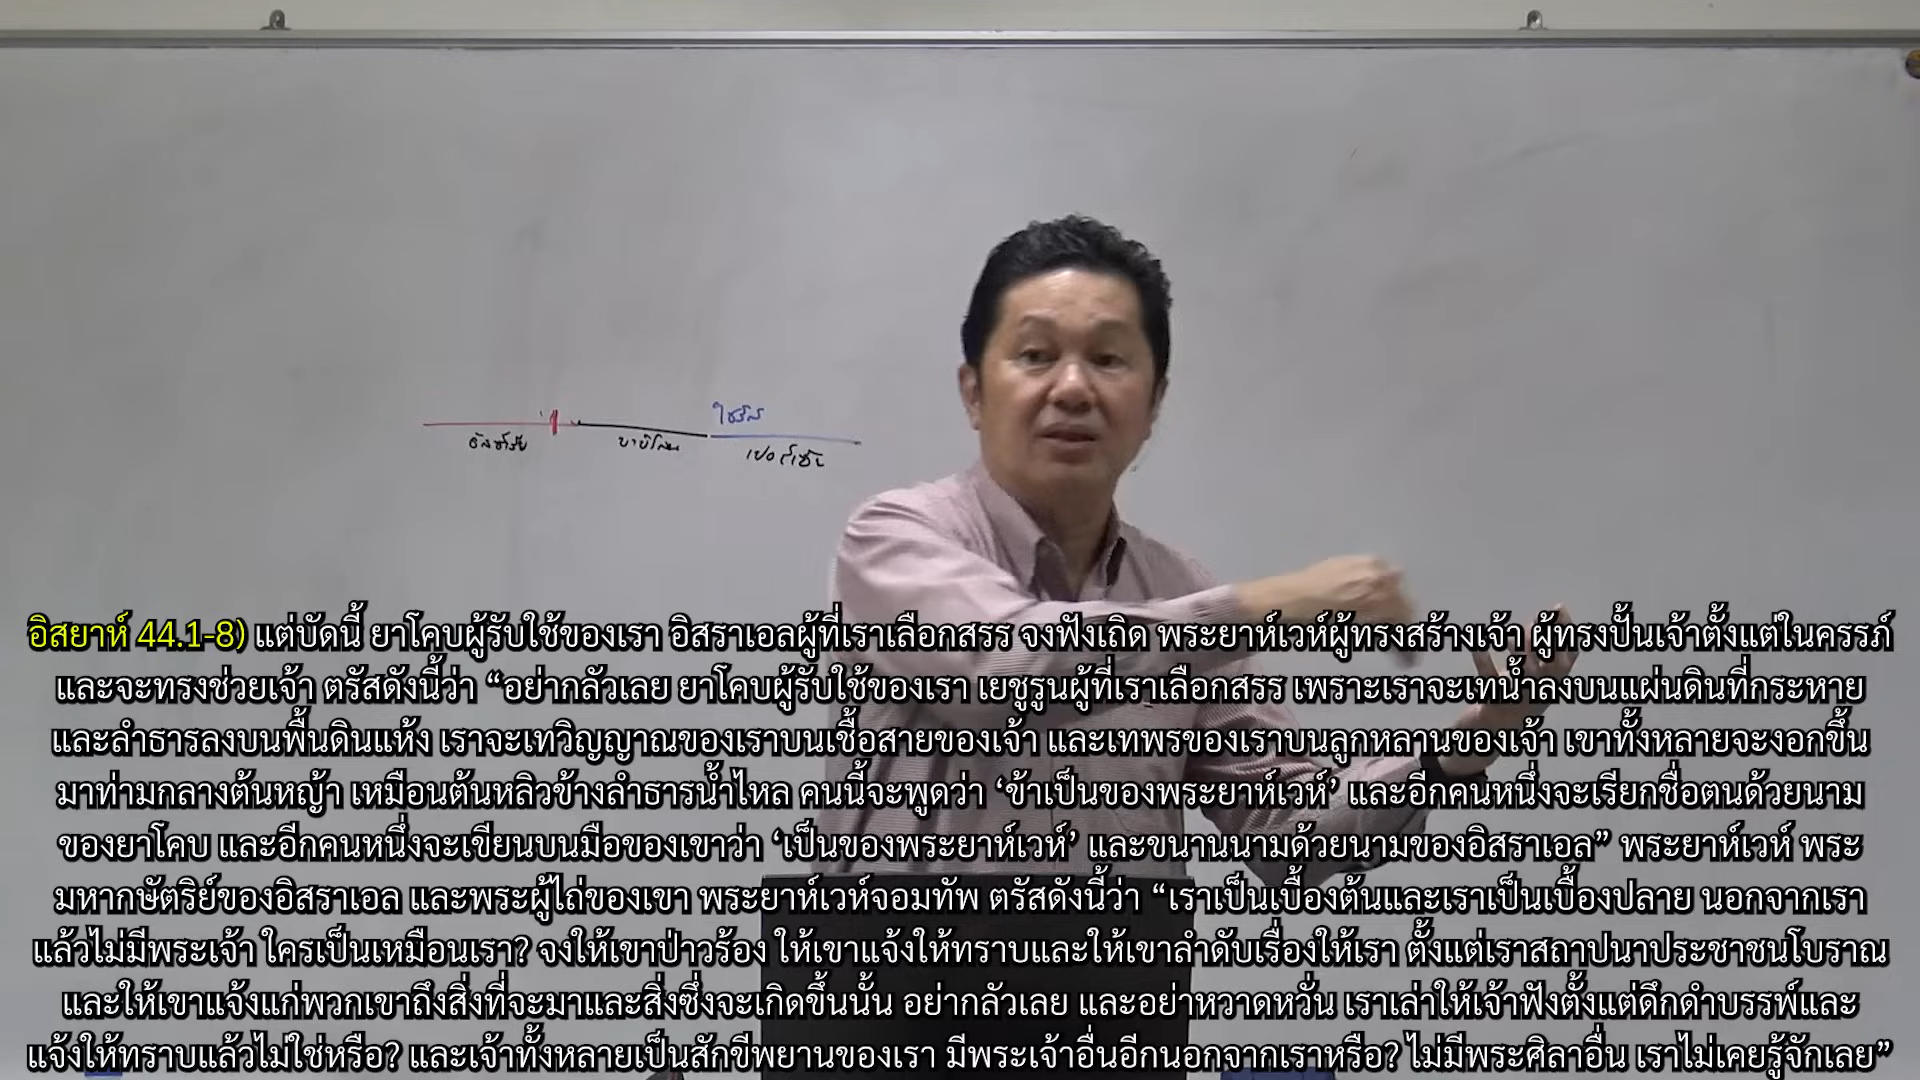 ไซรัส
อัสซีเรีย
บาบิโลน
เปอร์เซีย
อิสยาห์ 44.1-8) แต่บัดนี้ ยาโคบผู้รับใช้ของเรา อิสราเอลผู้ที่เราเลือกสรร จงฟังเถิด พระยาห์เวห์ผู้ทรงสร้างเจ้า ผู้ทรงปั้นเจ้าตั้งแต่ในครรภ์
และจะทรงช่วยเจ้า ตรัสดังนี้ว่า “อย่ากลัวเลย ยาโคบผู้รับใช้ของเรา เยชูรูนผู้ที่เราเลือกสรร เพราะเราจะเทน้ำลงบนแผ่นดินที่กระหาย
และลำธารลงบนพื้นดินแห้ง เราจะเทวิญญาณของเราบนเชื้อสายของเจ้า และเทพรของเราบนลูกหลานของเจ้า เขาทั้งหลายจะงอกขึ้น
มาท่ามกลางต้นหญ้า เหมือนต้นหลิวข้างลำธารน้ำไหล คนนี้จะพูดว่า ‘ข้าเป็นของพระยาห์เวห์’ และอีกคนหนึ่งจะเรียกชื่อตนด้วยนาม
ของยาโคบ และอีกคนหนึ่งจะเขียนบนมือของเขาว่า ‘เป็นของพระยาห์เวห์’ และขนานนามด้วยนามของอิสราเอล” พระยาห์เวห์ พระ
มหากษัตริย์ของอิสราเอล และพระผู้ไถ่ของเขา พระยาห์เวห์จอมทัพ ตรัสดังนี้ว่า “เราเป็นเบื้องต้นและเราเป็นเบื้องปลาย นอกจากเรา
แล้วไม่มีพระเจ้า ใครเป็นเหมือนเรา? จงให้เขาป่าวร้อง ให้เขาแจ้งให้ทราบและให้เขาลำดับเรื่องให้เรา ตั้งแต่เราสถาปนาประชาชนโบราณ
และให้เขาแจ้งแก่พวกเขาถึงสิ่งที่จะมาและสิ่งซึ่งจะเกิดขึ้นนั้น อย่ากลัวเลย และอย่าหวาดหวั่น เราเล่าให้เจ้าฟังตั้งแต่ดึกดำบรรพ์และ
แจ้งให้ทราบแล้วไม่ใช่หรือ? และเจ้าทั้งหลายเป็นสักขีพยานของเรา มีพระเจ้าอื่นอีกนอกจากเราหรือ? ไม่มีพระศิลาอื่น เราไม่เคยรู้จักเลย”